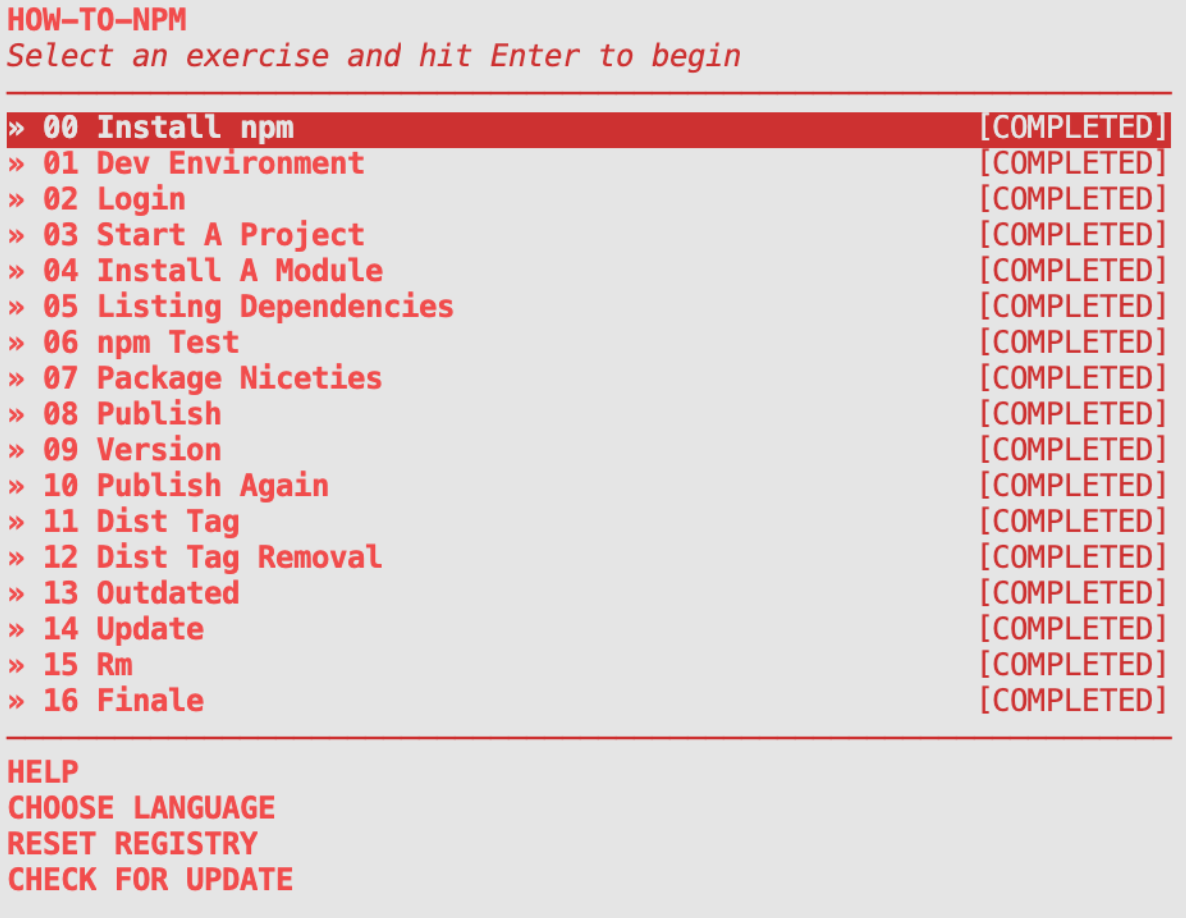 HOW—TO—NPM
Select an exercise and hit Enter to begin
» 00 Install npm [COMPLETED]
» 01 Dev Environment [COMPLETED]
» 02 Login [COMPLETED]
» 03 Start A Project [COMPLETED]
» 04 Install A Module [COMPLETED]
» 05 Listing Dependencies [COMPLETED]
» 06 npm Test [COMPLETED]
» 07 Package Niceties [COMPLETED]
» 08 Publish [COMPLETED]
» 09 Version [COMPLETED]
» 10 Publish Again [COMPLETED]
» 11 Dist Tag [COMPLETED]
» 12 Dist Tag Removal [COMPLETED]
» 13 Outdated [COMPLETED]
» 14 Update [COMPLETED]
» 15 Rm [COMPLETED]
» 16 Finale [COMPLETED]
HELP
CHOOSE LANGUAGE
RESET REGISTRY
CHECK FOR UPDATE